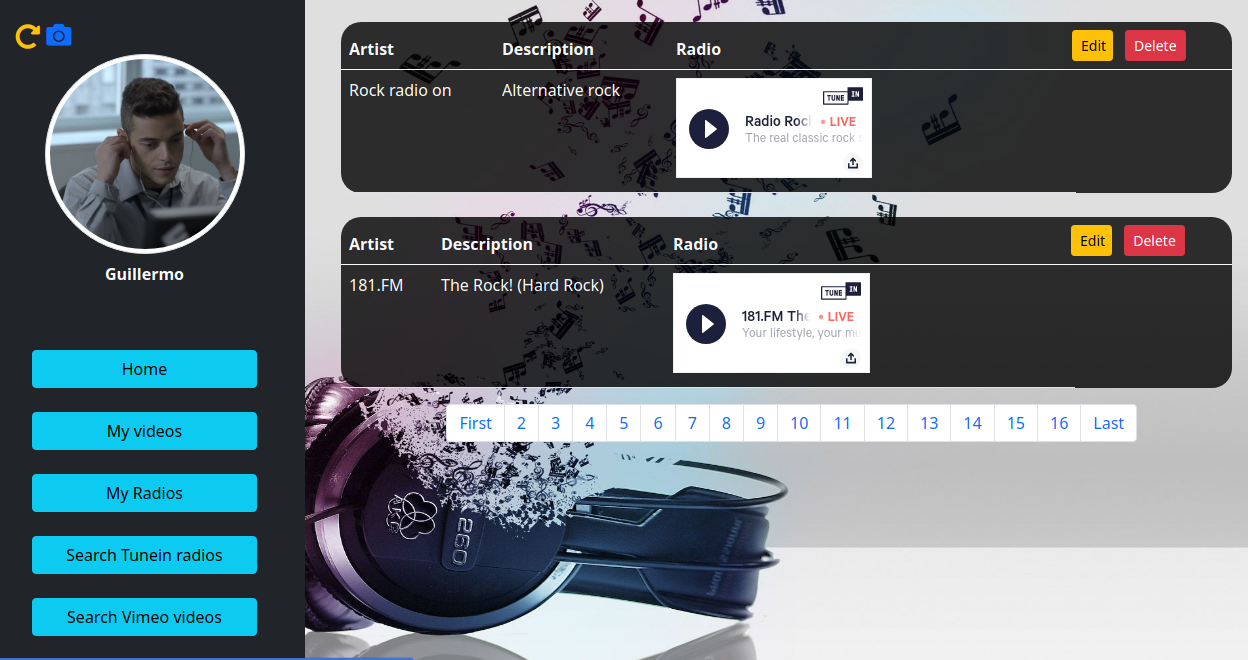 Guillermo
Home
My videos
My Radios
Search Tunein radios
Search Vimeo videos
Artist Description Radio Edit Delete
Rock radio on Alternative rock
TUNE IN
Radio Roc • LIVE
The real classic rock s
Artist Description Radio Edit Delete
181.FM The Rock! (Hard Rock)
TUNE IN
181.FM The • LIVE
Your lifestyle, your mu
First 2 3 4 5 6 7 8 9 10 11 12 13 14 15 16 Last
260